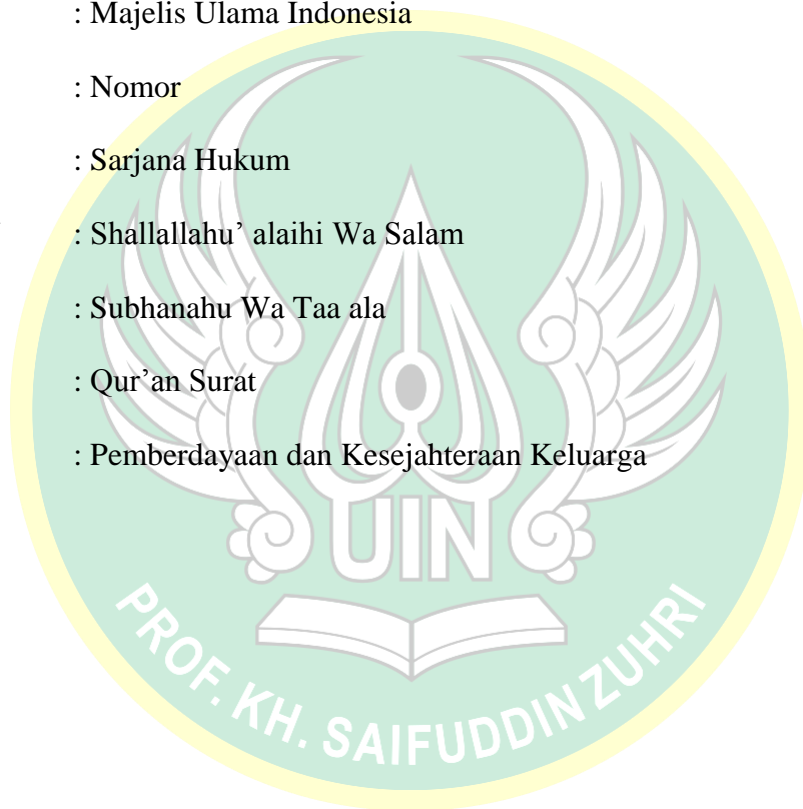 : Majelis Ulama Indonesia
: Nomor
: Sarjana Hukum
: Shallallahu’ alaihi Wa Salam
: Subhanahu Wa Taa ala
: Qur’an Surat
: Pemberdayaan dan Kesejahteraan Keluarga
UIN
PROF. KH. SAIFUDDIN ZUHRI